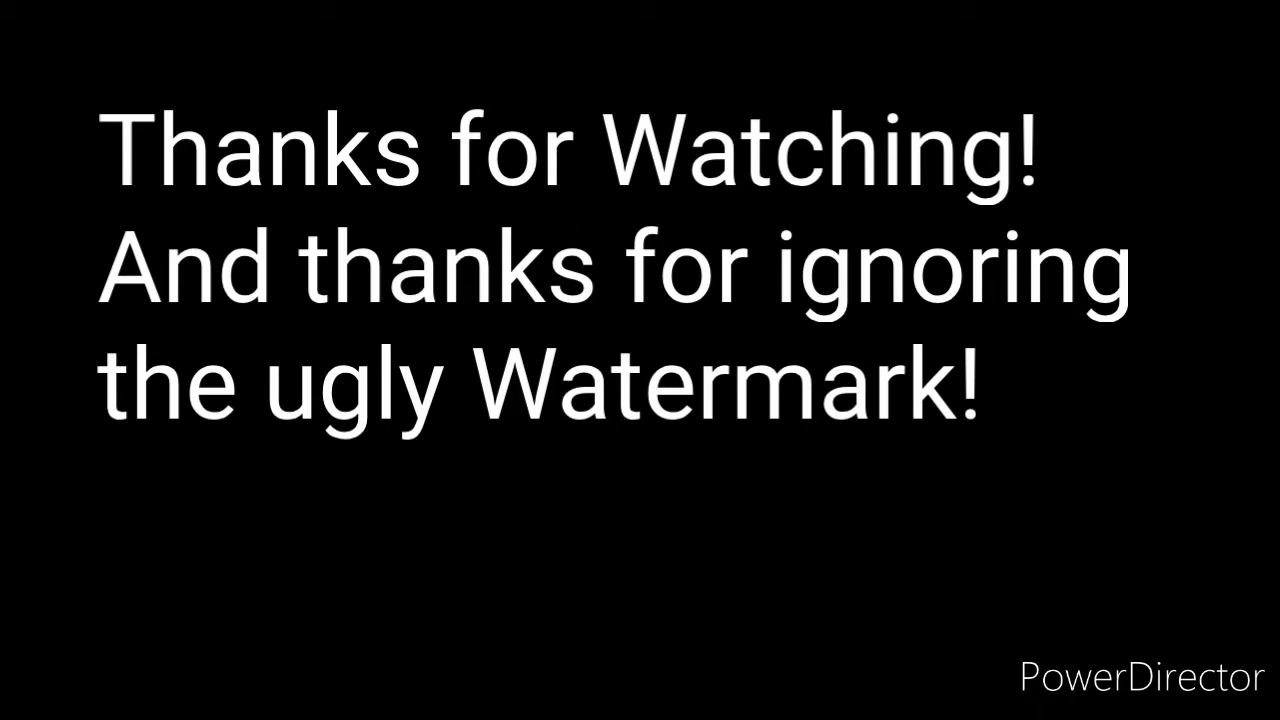 Thanks for Watching!
And thanks for ignoring
the ugly Watermark!
PowerDirector